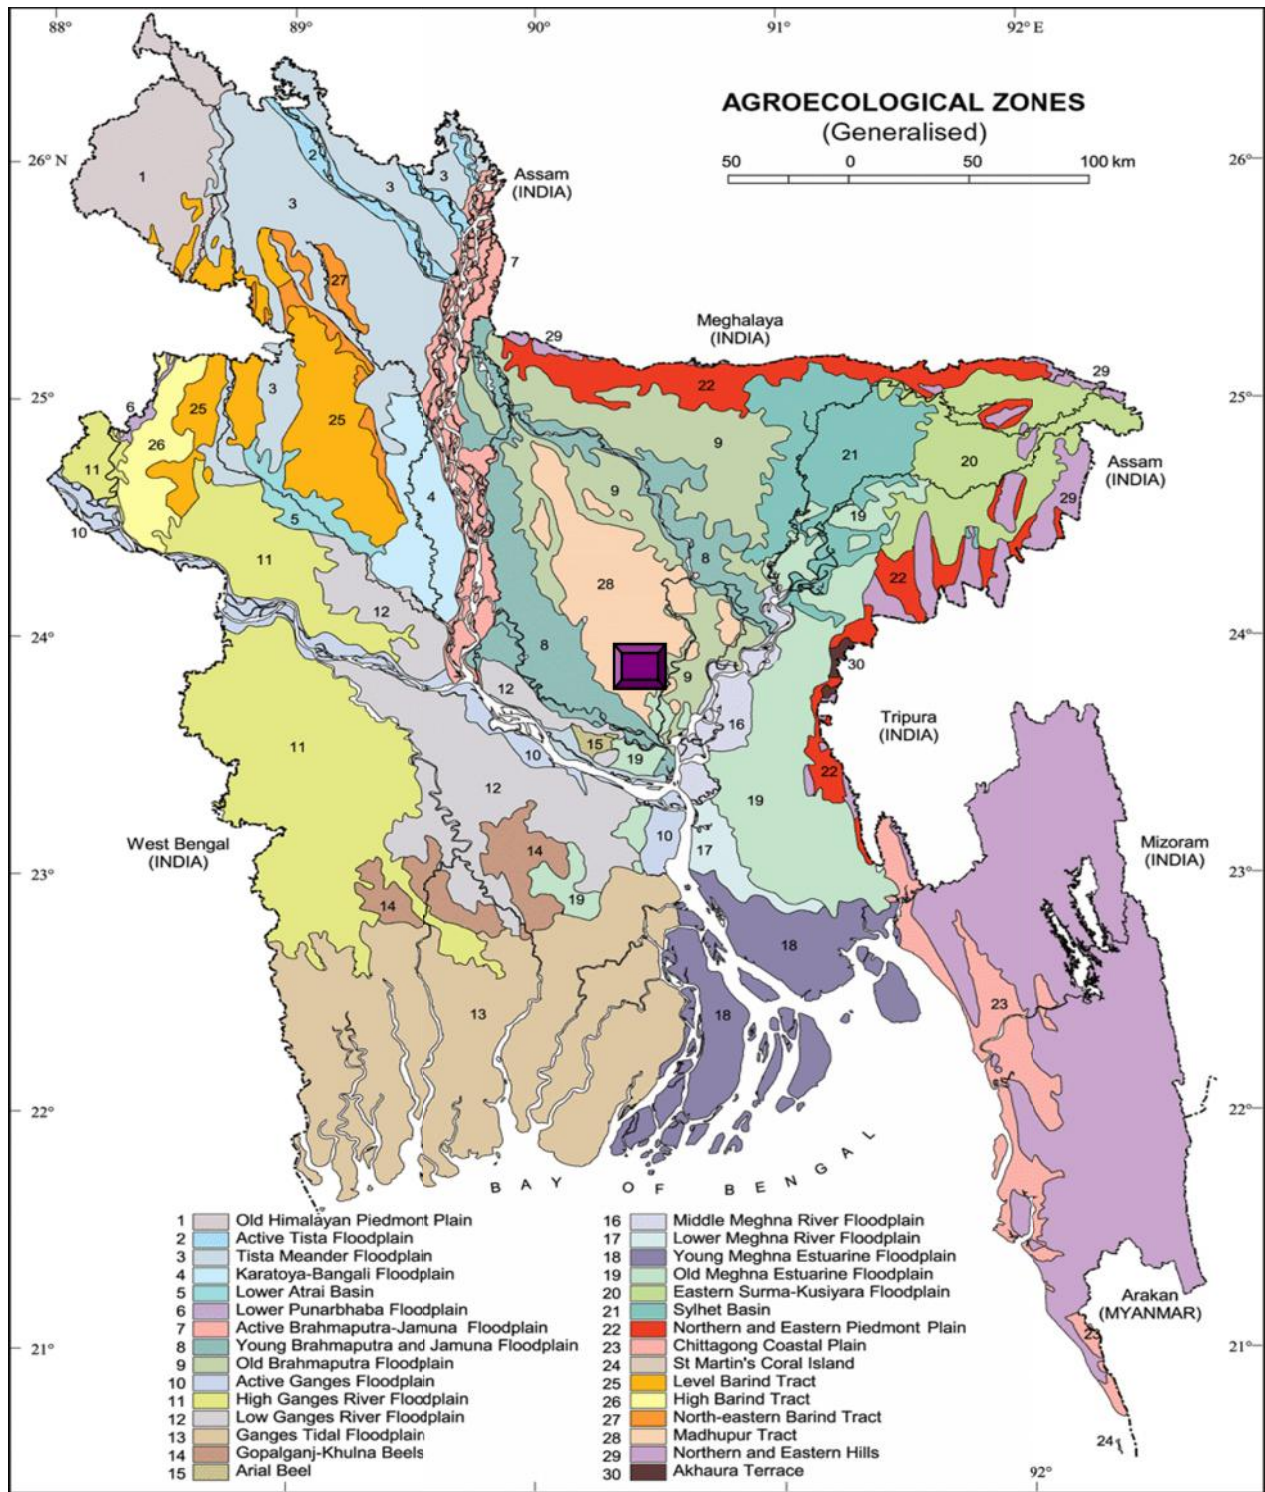 88°
89°
90°
91°
92° E
AGROECOLOGICAL ZONES
(Generalised)
50 0 50 100 km
26° N
26°
Assam
(INDIA)
1
2
3
3
3
7
27
Meghalaya
(INDIA)
29
22
29
25°
25°
6
25
3
25
26
11
4
9
21
20
Assam
(INDIA)
29
9
19
10
5
11
8
28
22
12
24°
24°
8
30
12
9
16
Tripura
(INDIA)
11
15
10
19
22
12
19
West Bengal
(INDIA)
Mizoram
(INDIA)
10
17
14
23°
23°
14
19
18
23
13
18
22°
22°
BAY OF BENGAL
1 Old Himalayan Piedmont Plain
2 Active Tista Floodplain
3 Tista Meander Floodplain
4 Karatoya-Bangali Floodplain
5 Lower Atrai Basin
6 Lower Punarbhaba Floodplain
7 Active Brahmaputra-Jamuna Floodplain
8 Young Brahmaputra and Jamuna Floodplain
9 Old Brahmaputra Floodplain
10 Active Ganges Floodplain
11 High Ganges River Floodplain
12 Low Ganges River Floodplain
13 Ganges Tidal Floodplain
14 Gopalganj-Khulna Beels
15 Arial Beel
16 Middle Meghna River Floodplain
17 Lower Meghna River Floodplain
18 Young Meghna Estuarine Floodplain
19 Old Meghna Estuarine Floodplain
20 Eastern Surma-Kusiyara Floodplain
21 Sylhet Basin
22 Northern and Eastern Piedmont Plain
23 Chittagong Coastal Plain
24 St Martin's Coral Island
25 Level Barind Tract
26 High Barind Tract
27 North-eastern Barind Tract
28 Madhupur Tract
29 Northern and Eastern Hills
30 Akhaura Terrace
Arakan
(MYANMAR)
23
21°
21°
24
92°